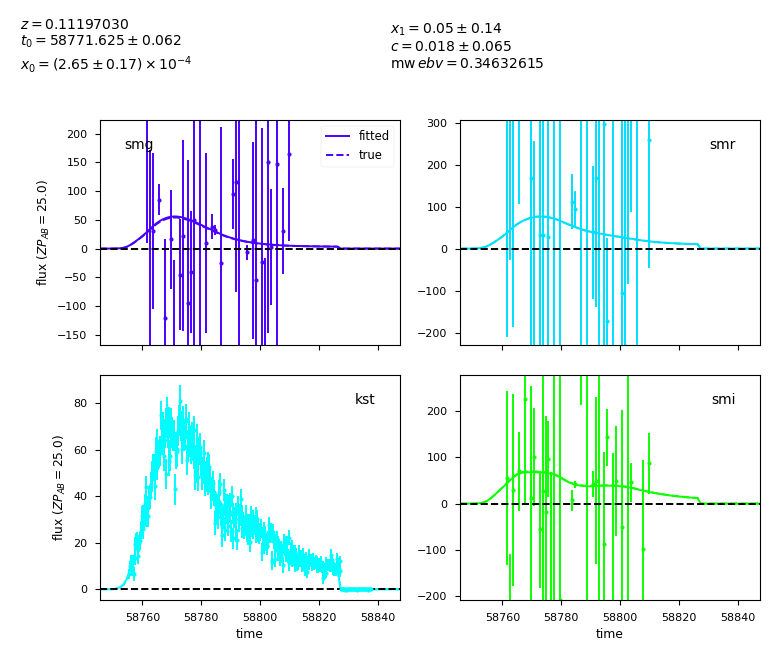 z = 0.11197030
t₀ = 58771.625 ± 0.062
x₀ = (2.65 ± 0.17) × 10⁻⁴
x₁ = 0.05 ± 0.14
c = 0.018 ± 0.065
mw ebv = 0.34632615
smg
fitted
true
flux (ZP_AB = 25.0)
200
150
100
50
0
−50
−100
−150
smr
300
200
100
0
−100
−200
kst
flux (ZP_AB = 25.0)
80
60
40
20
0
58760 58780 58800 58820 58840
time
smi
200
100
0
−100
−200
58760 58780 58800 58820 58840
time